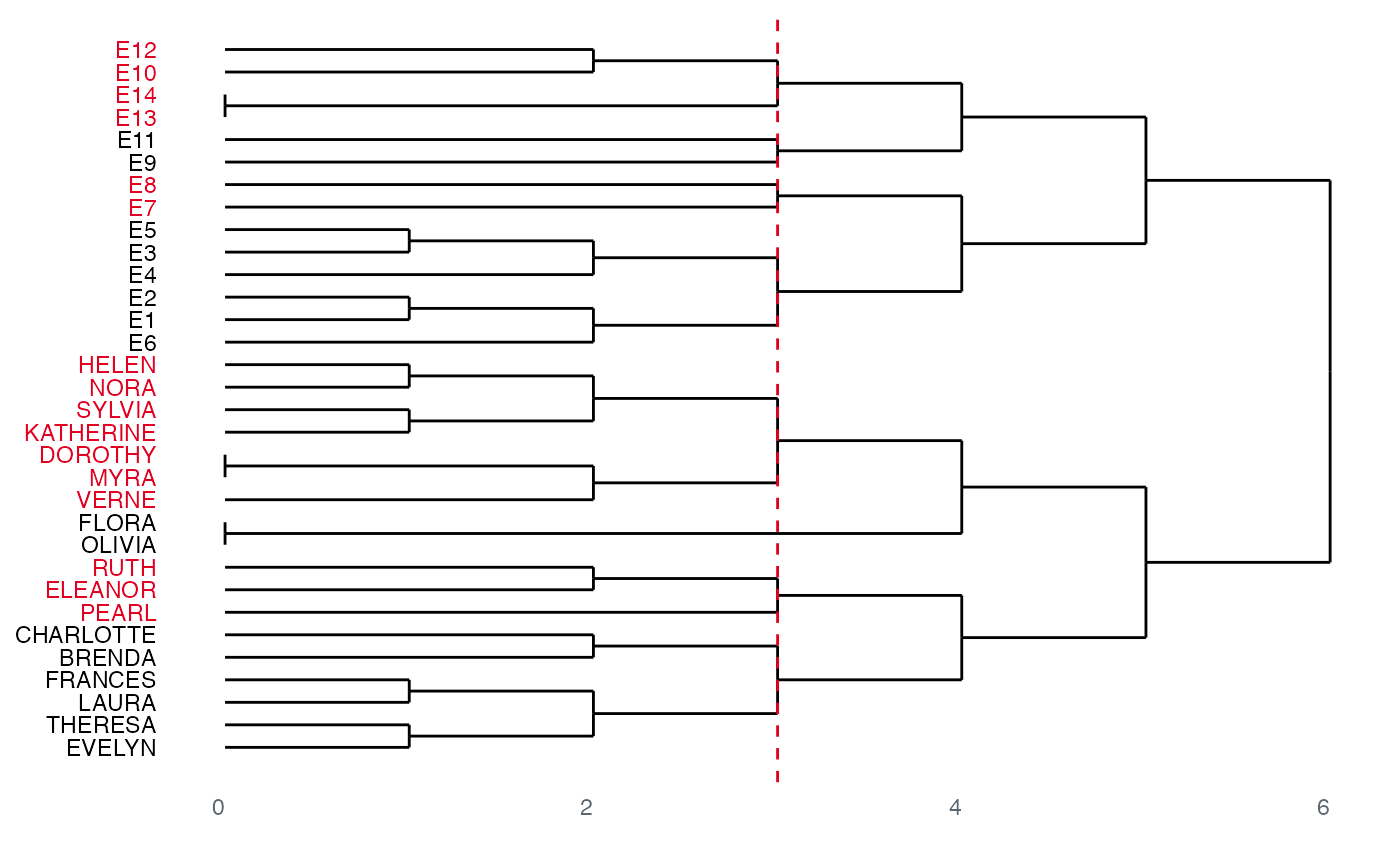 E12
E10
E14
E13
E11
E9
E8
E7
E5
E3
E4
E2
E1
E6
HELEN
NORA
SYLVIA
KATHERINE
DOROTHY
MYRA
VERNE
FLORA
OLIVIA
RUTH
ELEANOR
PEARL
CHARLOTTE
BRENDA
FRANCES
LAURA
THERESA
EVELYN
0 2 4 6